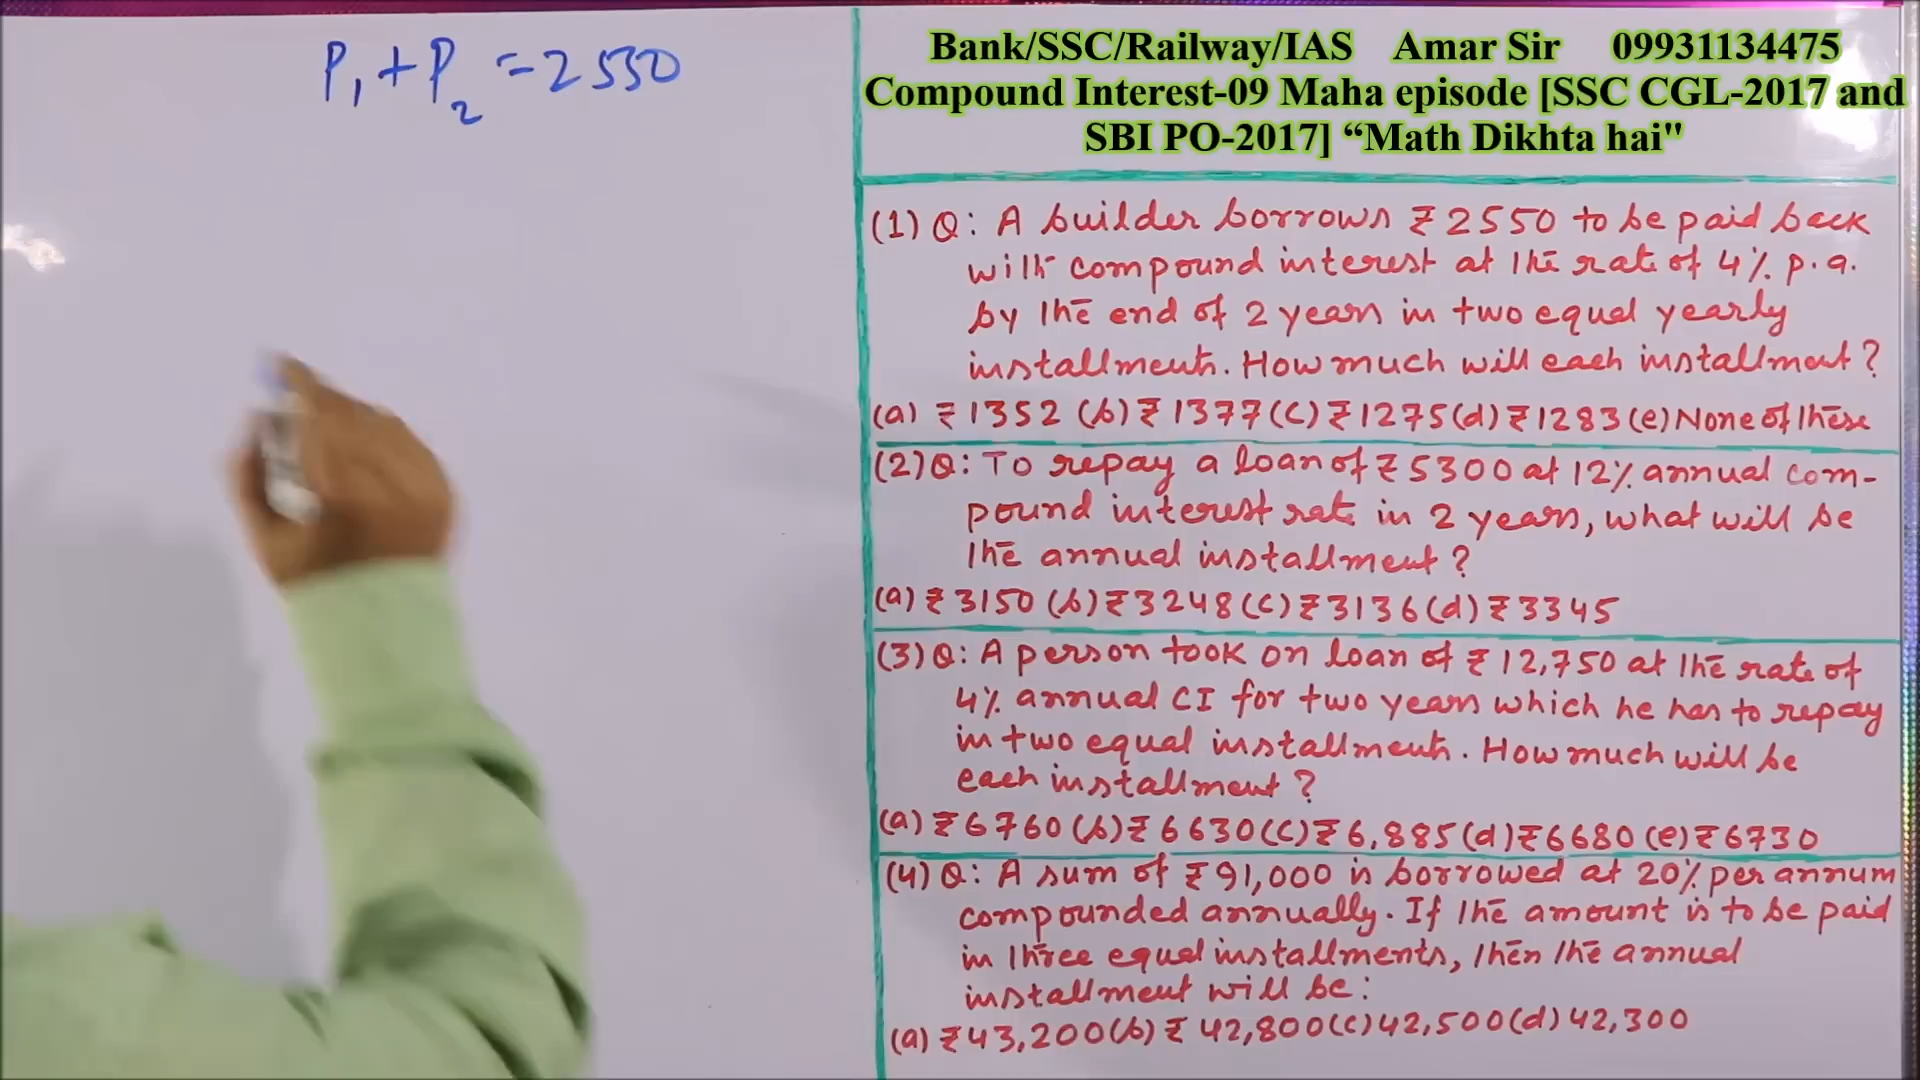 P1 + P2 = 2550
Bank/SSC/Railway/IAS Amar Sir 09931134475
Compound Interest-09 Maha episode [SSC CGL-2017 and
SBI PO-2017] “Math Dikhta hai"
(1) Q: A builder borrows ₹2550 to be paid back
with compound interest at the rate of 4% p.a.
by the end of 2 years in two equal yearly
installments. How much will each installment?
(a) ₹1352 (b) ₹1377 (c) ₹1275 (d) ₹1283 (e) None of these
(2) Q: To repay a loan of ₹5300 at 12% annual com-
pound interest rate in 2 years, what will be
the annual installment?
(a) ₹3150 (b) ₹3248 (c) ₹3136 (d) ₹3345
(3) Q: A person took on loan of ₹12,750 at the rate of
4% annual CI for two years which he has to repay
in two equal installments. How much will be
each installment?
(a) ₹6760 (b) ₹6630 (c) ₹6,885 (d) ₹6680 (e) ₹6730
(4) Q: A sum of ₹91,000 is borrowed at 20% per annum
compounded annually. If the amount is to be paid
in three equal installments, then the annual
installment will be:
(a) ₹43,200 (b) ₹42,800 (c) 42,500 (d) 42,300